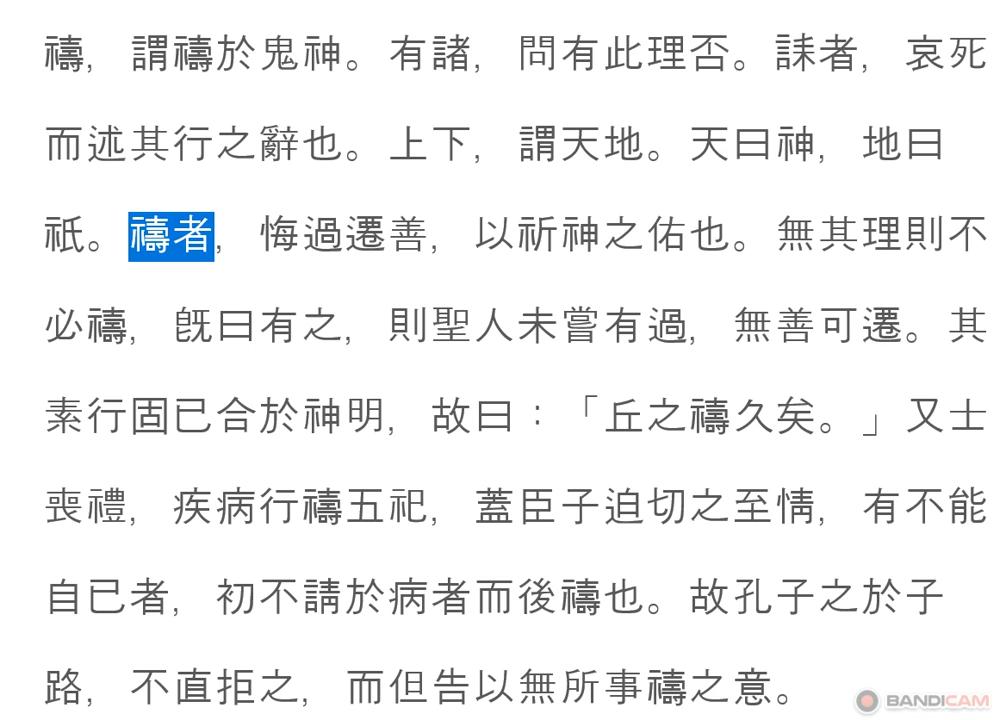 禱，謂禱於鬼神。有諸，問有此理否。誄者，哀死
而述其行之辭也。上下，謂天地。天曰神，地曰
祇。禱者，悔過遷善，以祈神之佑也。無其理則不
必禱，既曰有之，則聖人未嘗有過，無善可遷。其
素行固已合於神明，故曰：「丘之禱久矣。」又士
喪禮，疾病行禱五祀，蓋臣子迫切之至情，有不能
自已者，初不請於病者而後禱也。故孔子之於子
路，不直拒之，而但告以無所事禱之意。
BANDICAM